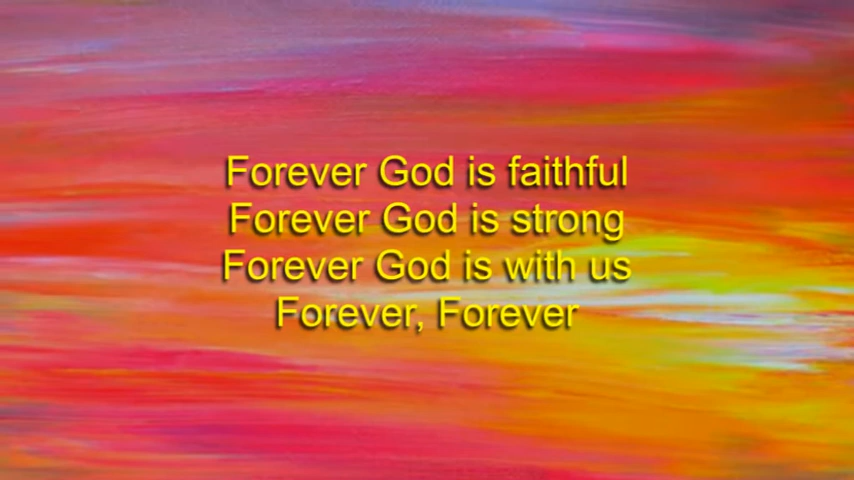 Forever God is faithful
Forever God is strong
Forever God is with us
Forever, Forever